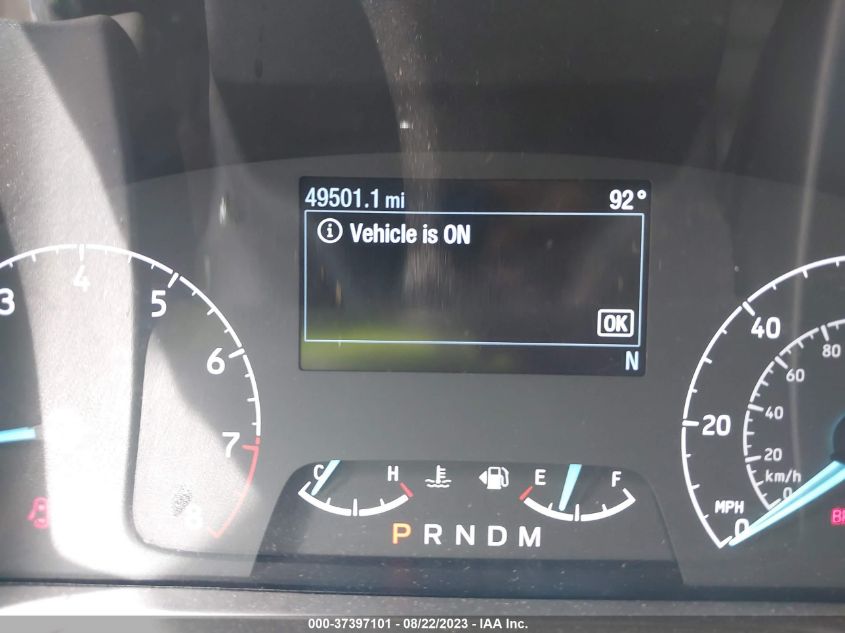 49501.1 mi 92°
i Vehicle is ON
OK
N
3 4 5 6 7 8
C H E F
P R N D M
0 20 40 MPH
0 20 40 60 80 km/h
000-37397101 - 08/22/2023 - IAA Inc.